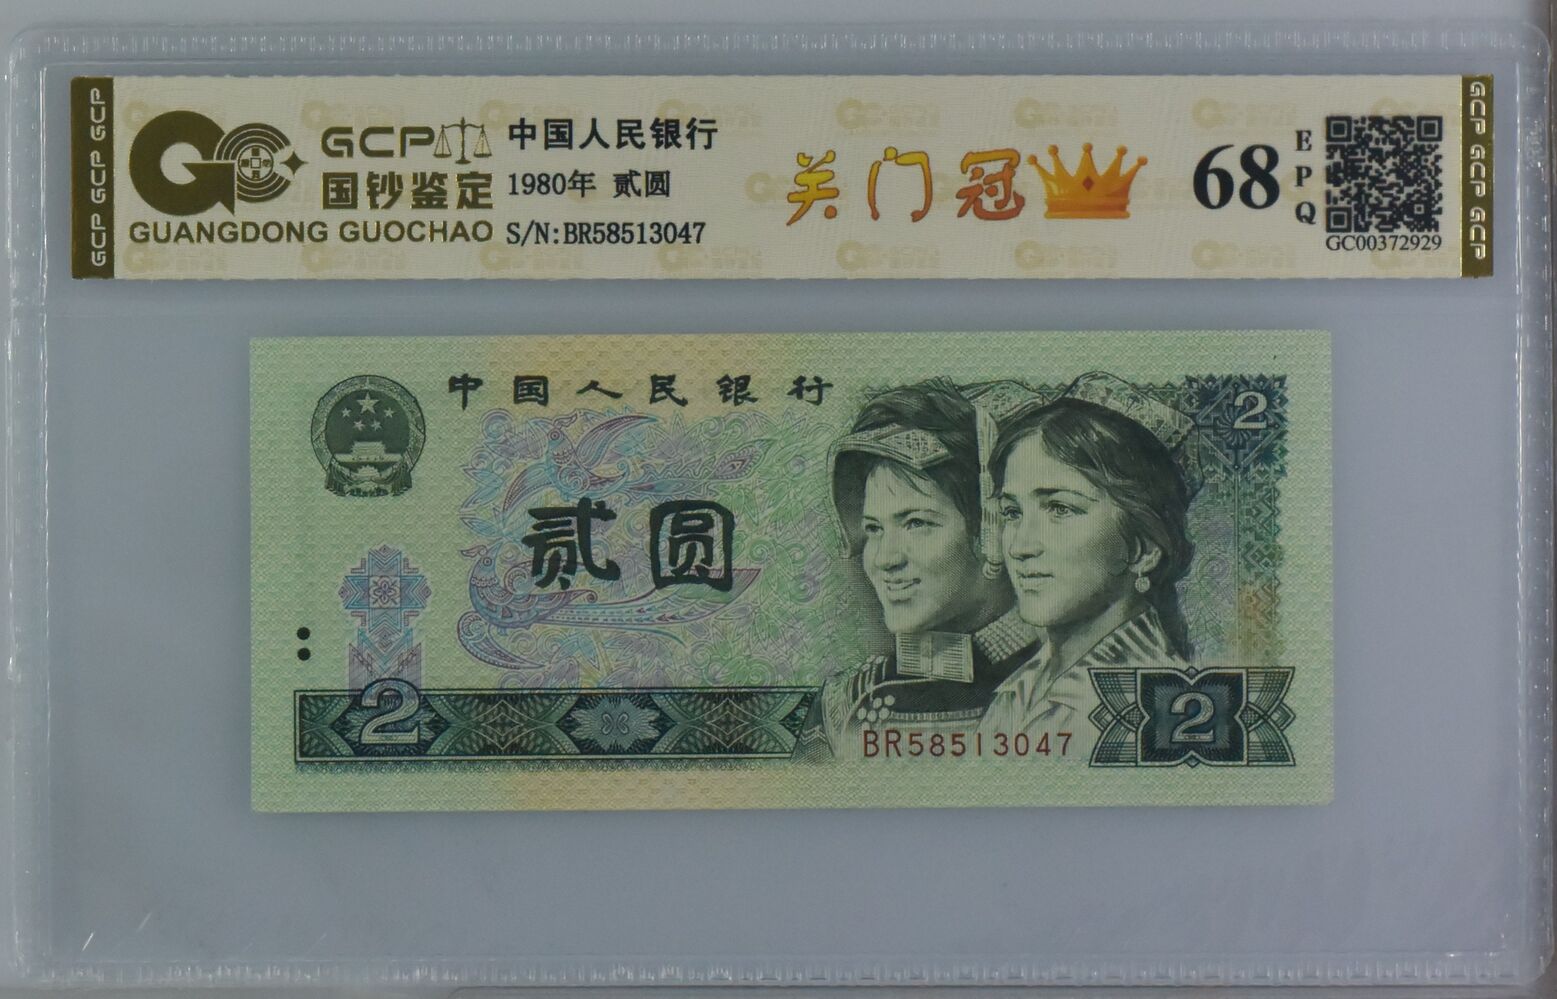 GCP GCP GCP
GCP
国钞鉴定
GUANGDONG GUOCHAO
中国人民银行
1980年 贰圆
S/N:BR58513047
关门冠
68
EPQ
GC00372929
GCP GCP GCP
中国人民银行
2
贰圆
2
BR58513047
2